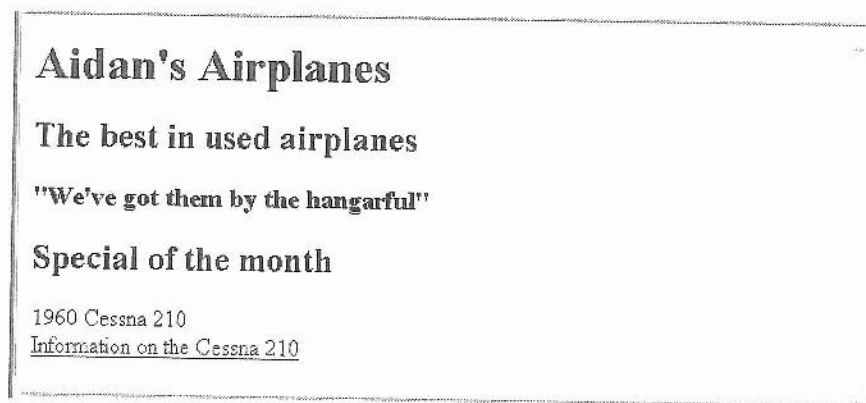 Aidan's Airplanes
The best in used airplanes
"We've got them by the hangarful"
Special of the month
1960 Cessna 210
Information on the Cessna 210